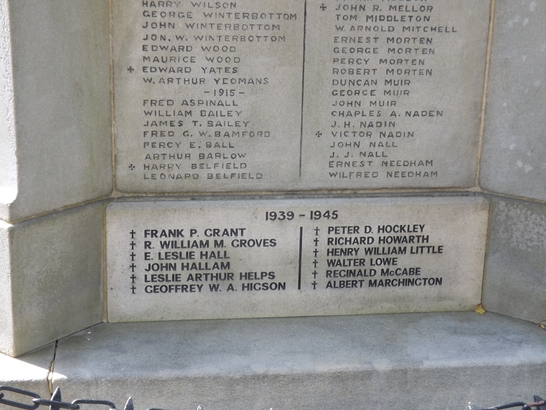 HARRY WILSON
GEORGE WINTERBOTTOM
JOHN WINTERBOTTOM
JON. W. WINTERBOTTOM
EDWARD WOOD
MAURICE WOOD
✝ EDWARD YATES
W. ARTHUR YEOMANS
-1915-
FRED ASPINALL
WILLIAM BAILEY
JAMES T. BAILEY
FRED G. W. BAMFORD
PERCY E. BALL
ARTHUR BARLOW
✝ HARRY BELFIELD
LEONARD BELFIELD
✝ JOHN R. MELLOR
TOM MIDDLETON
W. ARNOLD MITCHELL
ERNEST MORTEN
GEORGE MORTEN
PERCY MORTEN
ROBERT MORTEN
DUNCAN MUIR
GEORGE MUIR
JOHN MUIR
CHARLES A. NADEN
J. H. NADIN
✝ VICTOR NADIN
JOHN NALL
J. J. NALL
ERNEST NEEDHAM
WILFRED NEEDHAM
1939 - 1945
† FRANK P. GRANT
† R. WILLIAM M. GROVES
† E. LESLIE HALL
† JOHN HALLAM
† LESLIE ARTHUR HELPS
† GEOFFREY W. A. HIGSON
† PETER D. HOCKLEY
† RICHARD HOWARTH
† HENRY WILLIAM LITTLE
† WALTER LOWE
† REGINALD McCABE
† ALBERT MARCHINGTON